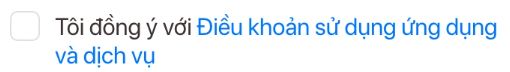 Tôi đồng ý với Điều khoản sử dụng ứng dụng
và dịch vụ